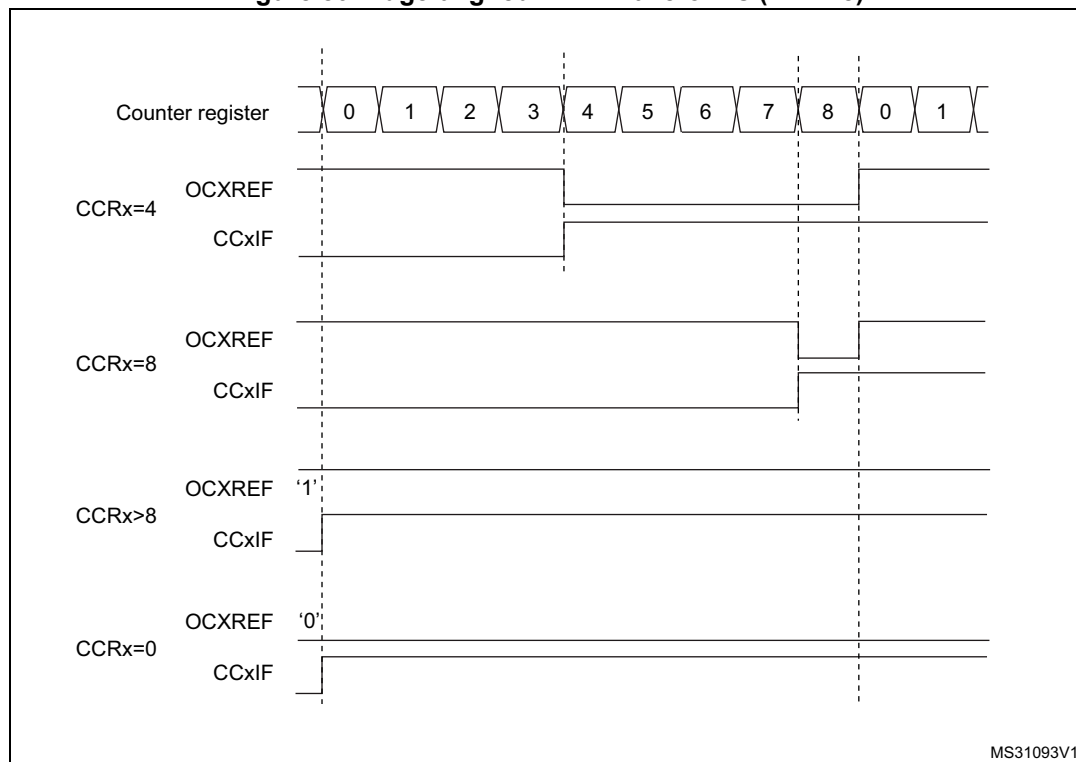 Counter register 0 1 2 3 4 5 6 7 8 0 1
OCXREF
CCRx=4
CCxIF
OCXREF
CCRx=8
CCxIF
OCXREF ‘1’
CCRx>8
CCxIF
OCXREF ‘0’
CCRx=0
CCxIF
MS31093V1